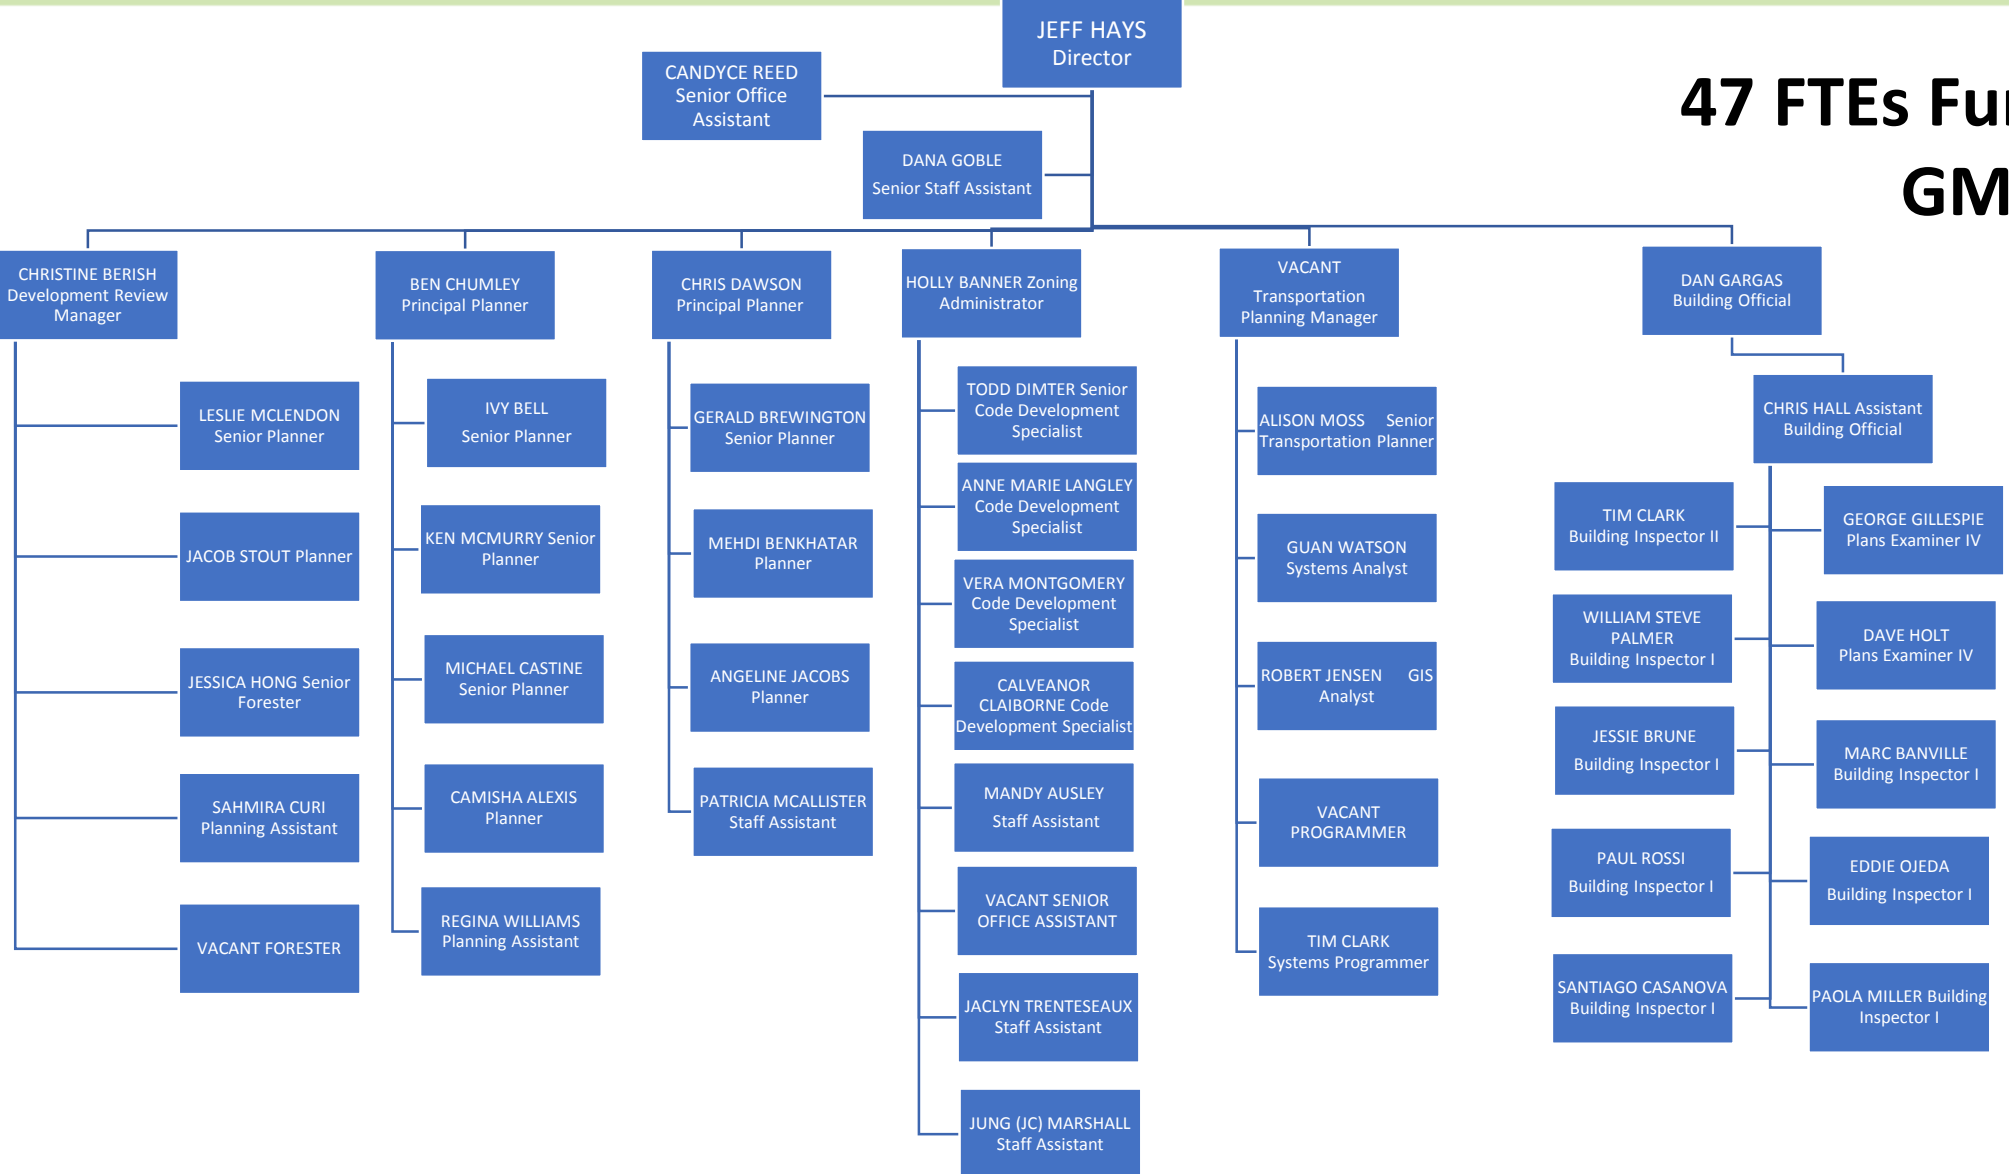 JEFF HAYS
Director
CANDYCE REED
Senior Office
Assistant
47 FTEs Fu
GM
DANA GOBLE
Senior Staff Assistant
CHRISTINE BERISH
Development Review
Manager
BEN CHUMLEY
Principal Planner
CHRIS DAWSON
Principal Planner
HOLLY BANNER Zoning
Administrator
VACANT
Transportation
Planning Manager
DAN GARGAS
Building Official
LESLIE MCLENDON
Senior Planner
JACOB STOUT Planner
JESSICA HONG Senior
Forester
SAHMIRA CURI
Planning Assistant
VACANT FORESTER
IVY BELL
Senior Planner
KEN MCMURRY Senior
Planner
MICHAEL CASTINE
Senior Planner
CAMISHA ALEXIS
Planner
REGINA WILLIAMS
Planning Assistant
GERALD BREWINGTON
Senior Planner
MEHDI BENKHATAR
Planner
ANGELINE JACOBS
Planner
PATRICIA MCALLISTER
Staff Assistant
TODD DIMTER Senior
Code Development
Specialist
ANNE MARIE LANGLEY
Code Development
Specialist
VERA MONTGOMERY
Code Development
Specialist
CALVEANOR
CLAIBORNE Code
Development Specialist
MANDY AUSLEY
Staff Assistant
VACANT SENIOR
OFFICE ASSISTANT
JACLYN TRENTESEAUX
Staff Assistant
JUNG (JC) MARSHALL
Staff Assistant
ALISON MOSS Senior
Transportation Planner
GUAN WATSON
Systems Analyst
ROBERT JENSEN GIS
Analyst
VACANT
PROGRAMMER
TIM CLARK
Systems Programmer
CHRIS HALL Assistant
Building Official
TIM CLARK
Building Inspector II
WILLIAM STEVE
PALMER
Building Inspector I
JESSIE BRUNE
Building Inspector I
PAUL ROSSI
Building Inspector I
SANTIAGO CASANOVA
Building Inspector I
GEORGE GILLESPIE
Plans Examiner IV
DAVE HOLT
Plans Examiner IV
MARC BANVILLE
Building Inspector I
EDDIE OJEDA
Building Inspector I
PAOLA MILLER Building
Inspector I